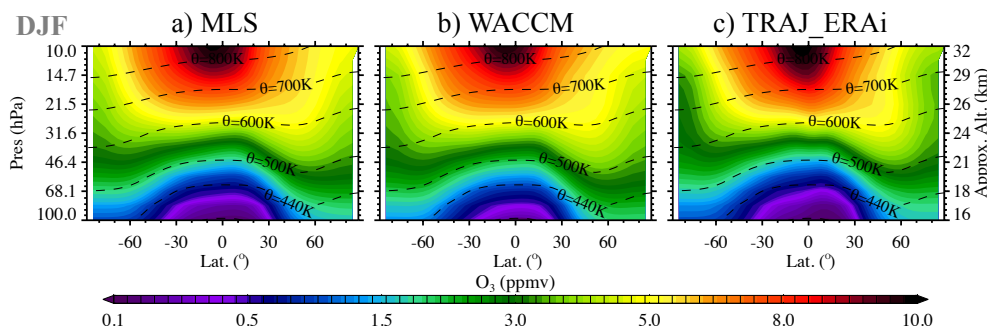 DJF
a) MLS
b) WACCM
c) TRAJ_ERAi
Pres (hPa)
10.0
14.7
21.5
31.6
46.4
68.1
100.0
θ=800K
θ=700K
θ=600K
θ=500K
θ=440K
θ=800K
θ=700K
θ=600K
θ=500K
θ=440K
θ=800K
θ=700K
θ=600K
θ=500K
θ=440K
32
29
26
24
21
18
16
Approx. Alt. (km)
-60 -30 0 30 60
-60 -30 0 30 60
-60 -30 0 30 60
Lat. (°)
Lat. (°)
Lat. (°)
O₃ (ppmv)
0.1 0.5 1.5 3.0 5.0 8.0 10.0